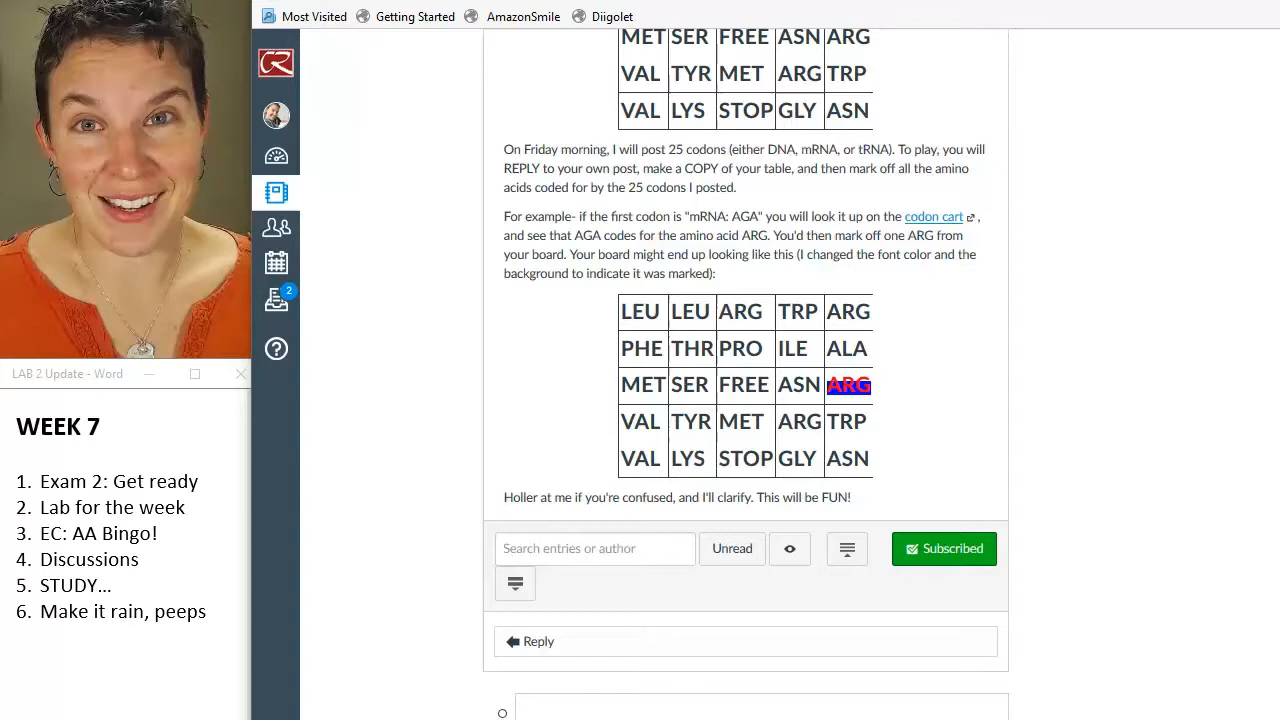 Most Visited Getting Started AmazonSmile Diigolet
MET SER FREE ASN ARG
VAL TYR MET ARG TRP
VAL LYS STOP GLY ASN
On Friday morning, I will post 25 codons (either DNA, mRNA, or tRNA). To play, you will
REPLY to your own post, make a COPY of your table, and then mark off all the amino
acids coded for by the 25 codons I posted.
For example- if the first codon is "mRNA: AGA" you will look it up on the codon cart ,
and see that AGA codes for the amino acid ARG. You'd then mark off one ARG from
your board. Your board might end up looking like this (I changed the font color and the
background to indicate it was marked):
LEU LEU ARG TRP ARG
PHE THR PRO ILE ALA
MET SER FREE ASN ARG
VAL TYR MET ARG TRP
VAL LYS STOP GLY ASN
Holler at me if you're confused, and I'll clarify. This will be FUN!
Search entries or author Unread Subscribed
Reply
2
LAB 2 Update - Word
WEEK 7
1. Exam 2: Get ready
2. Lab for the week
3. EC: AA Bingo!
4. Discussions
5. STUDY...
6. Make it rain, peeps